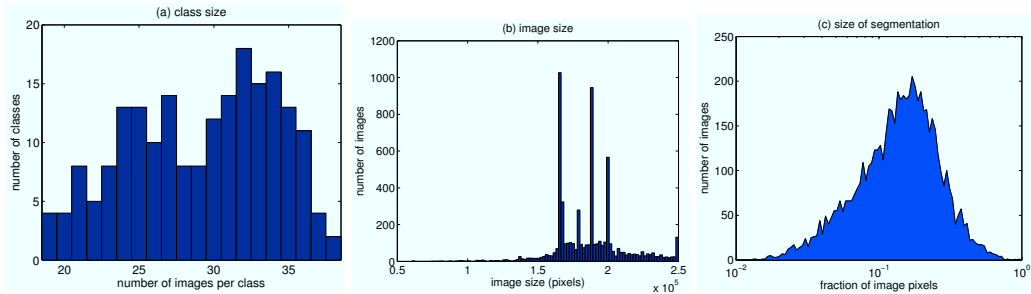 (a) class size
20
15
10
5
0
number of classes
20 25 30 35
number of images per class
(b) image size
1200
1000
800
600
400
200
0
number of images
0.5 1 1.5 2 2.5
image size (pixels)
x 10^5
(c) size of segmentation
250
200
150
100
50
0
number of images
10^-2 10^-1 10^0
fraction of image pixels